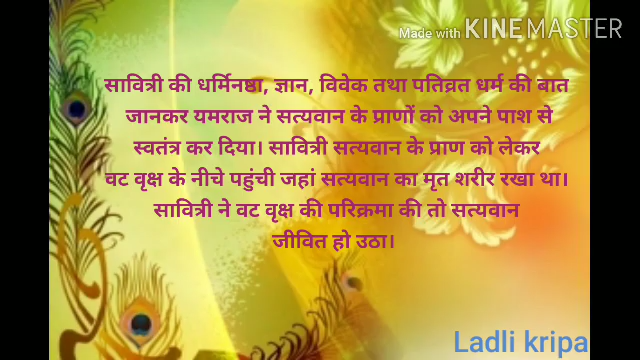 Made with KINEMASTER
सावित्री की धर्मिनष्ठा, ज्ञान, विवेक तथा पतिव्रत धर्म की बात
जानकर यमराज ने सत्यवान के प्राणों को अपने पाश से
स्वतंत्र कर दिया। सावित्री सत्यवान के प्राण को लेकर
वट वृक्ष के नीचे पहुंची जहां सत्यवान का मृत शरीर रखा था।
सावित्री ने वट वृक्ष की परिक्रमा की तो सत्यवान
जीवित हो उठा।
Ladli kripa